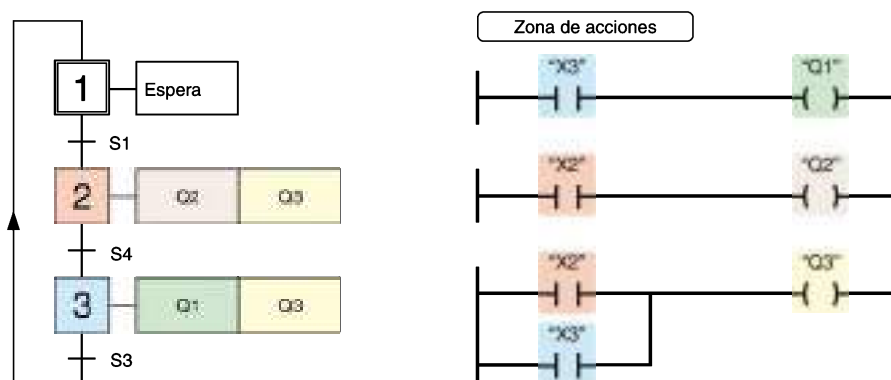 1
Espera
S1
2
Q2
Q3
S4
3
Q1
Q3
S3
Zona de acciones
"X3"
"Q1"
"X2"
"Q2"
"X2"
"Q3"
"X3"